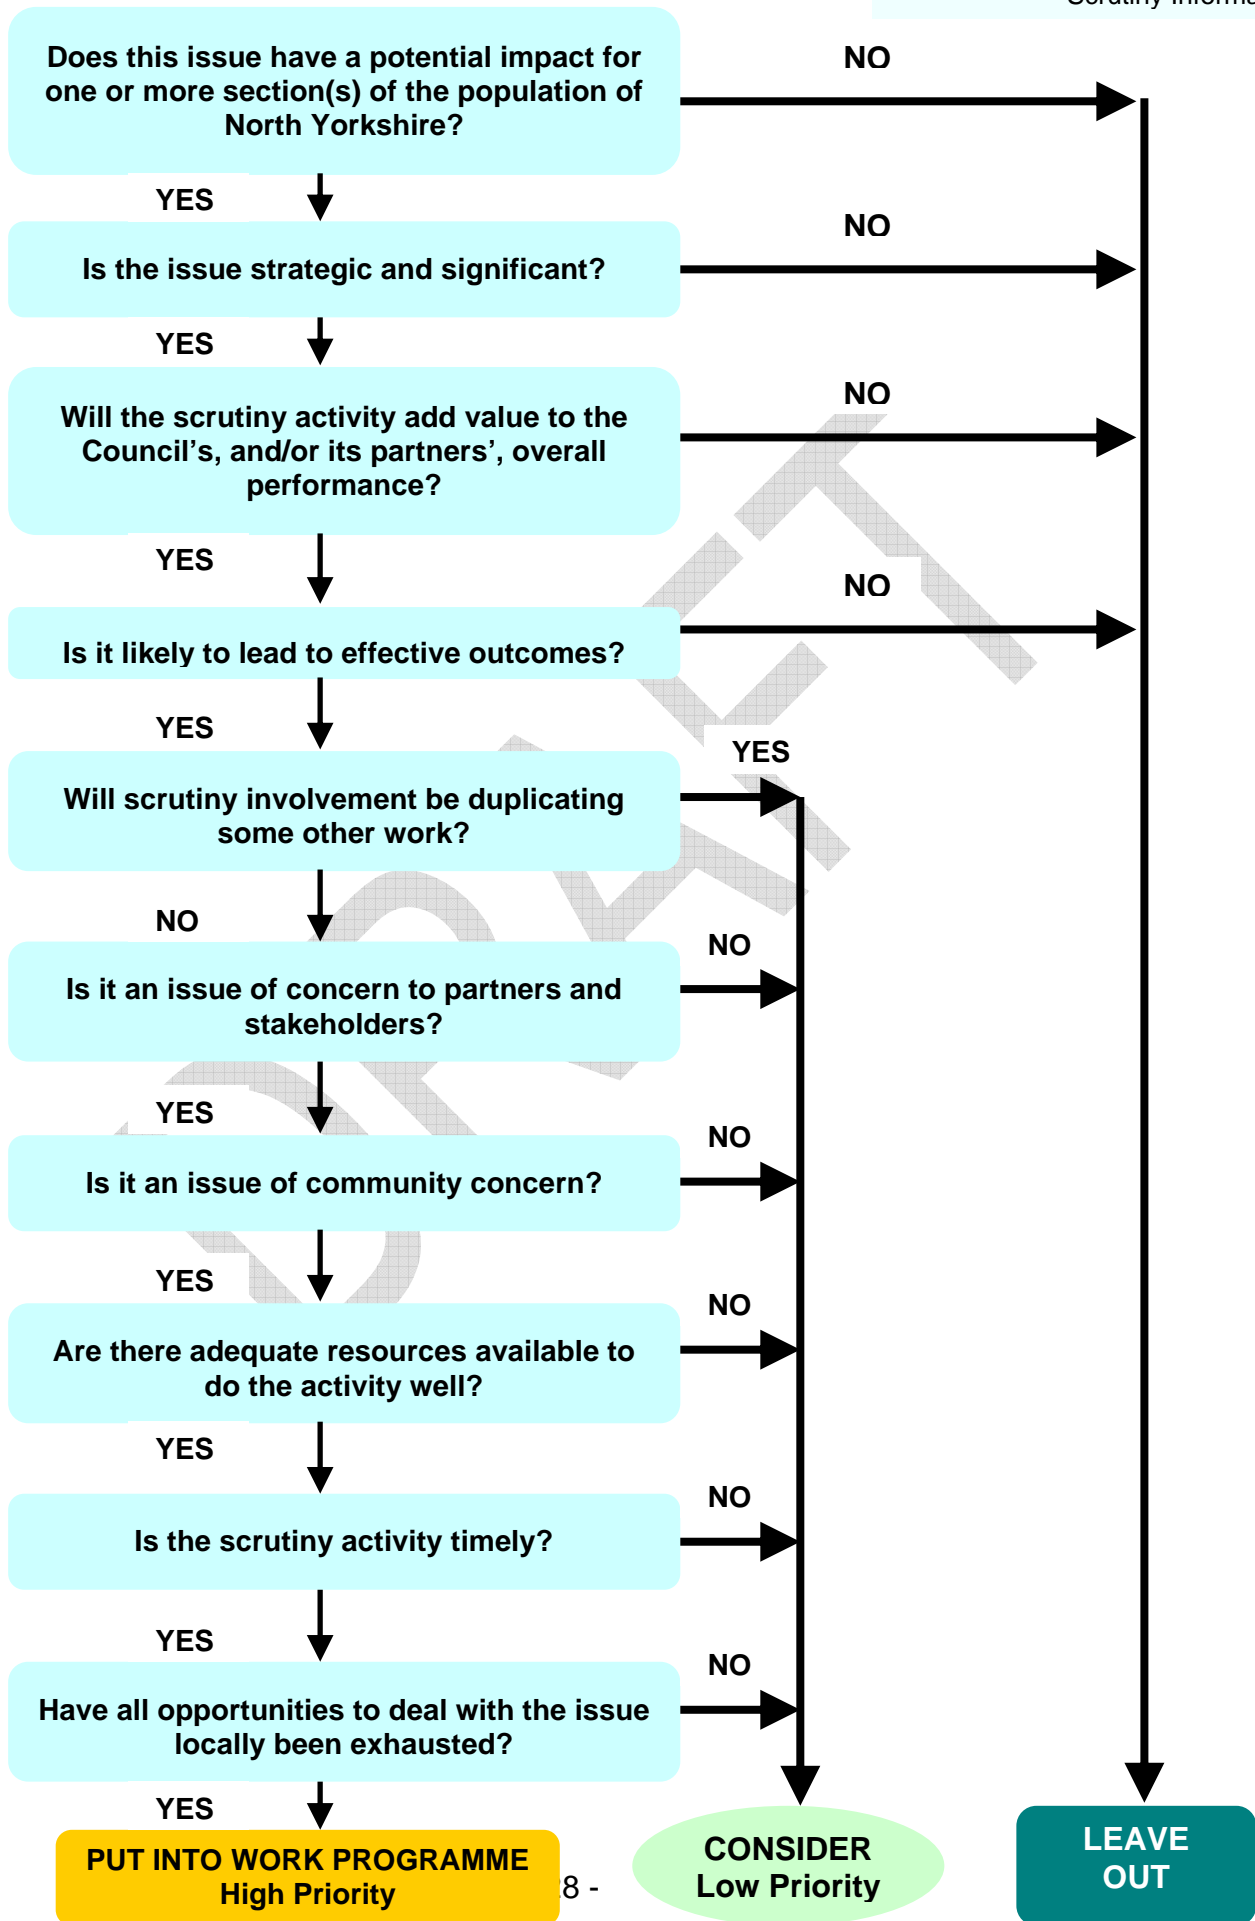 Scrutiny Informa
Does this issue have a potential impact for
one or more section(s) of the population of
North Yorkshire?
NO
YES
Is the issue strategic and significant?
NO
YES
Will the scrutiny activity add value to the
Council’s, and/or its partners’, overall
performance?
NO
YES
Is it likely to lead to effective outcomes?
NO
YES
Will scrutiny involvement be duplicating
some other work?
YES
NO
Is it an issue of concern to partners and
stakeholders?
NO
YES
Is it an issue of community concern?
NO
YES
Are there adequate resources available to
do the activity well?
NO
YES
Is the scrutiny activity timely?
NO
YES
Have all opportunities to deal with the issue
locally been exhausted?
NO
YES
PUT INTO WORK PROGRAMME
High Priority
8 -
CONSIDER
Low Priority
LEAVE
OUT
DRAFT